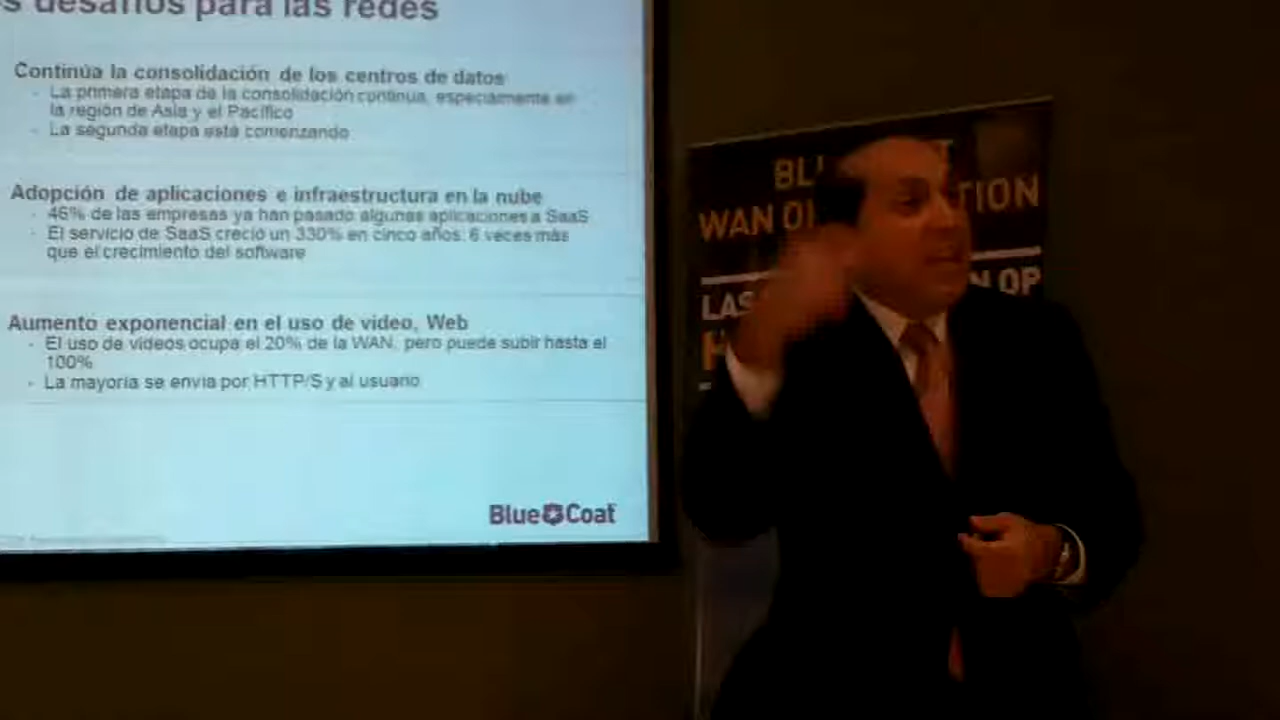 desafíos para las redes
Continúa la consolidación de los centros de datos
- La primera etapa de la consolidación continua, especialmente en
la región de Asia y el Pacífico
- La segunda etapa está comenzando
Adopción de aplicaciones e infraestructura en la nube
- 46% de las empresas ya han pasado algunas aplicaciones a SaaS
- El servicio de SaaS creció un 330% en cinco años: 6 veces más
que el crecimiento del software
Aumento exponencial en el uso de video, Web
- El uso de videos ocupa el 20% de la WAN, pero puede subir hasta el
100%
- La mayoría se envía por HTTP/S y al usuario
Blue Coat
WAN